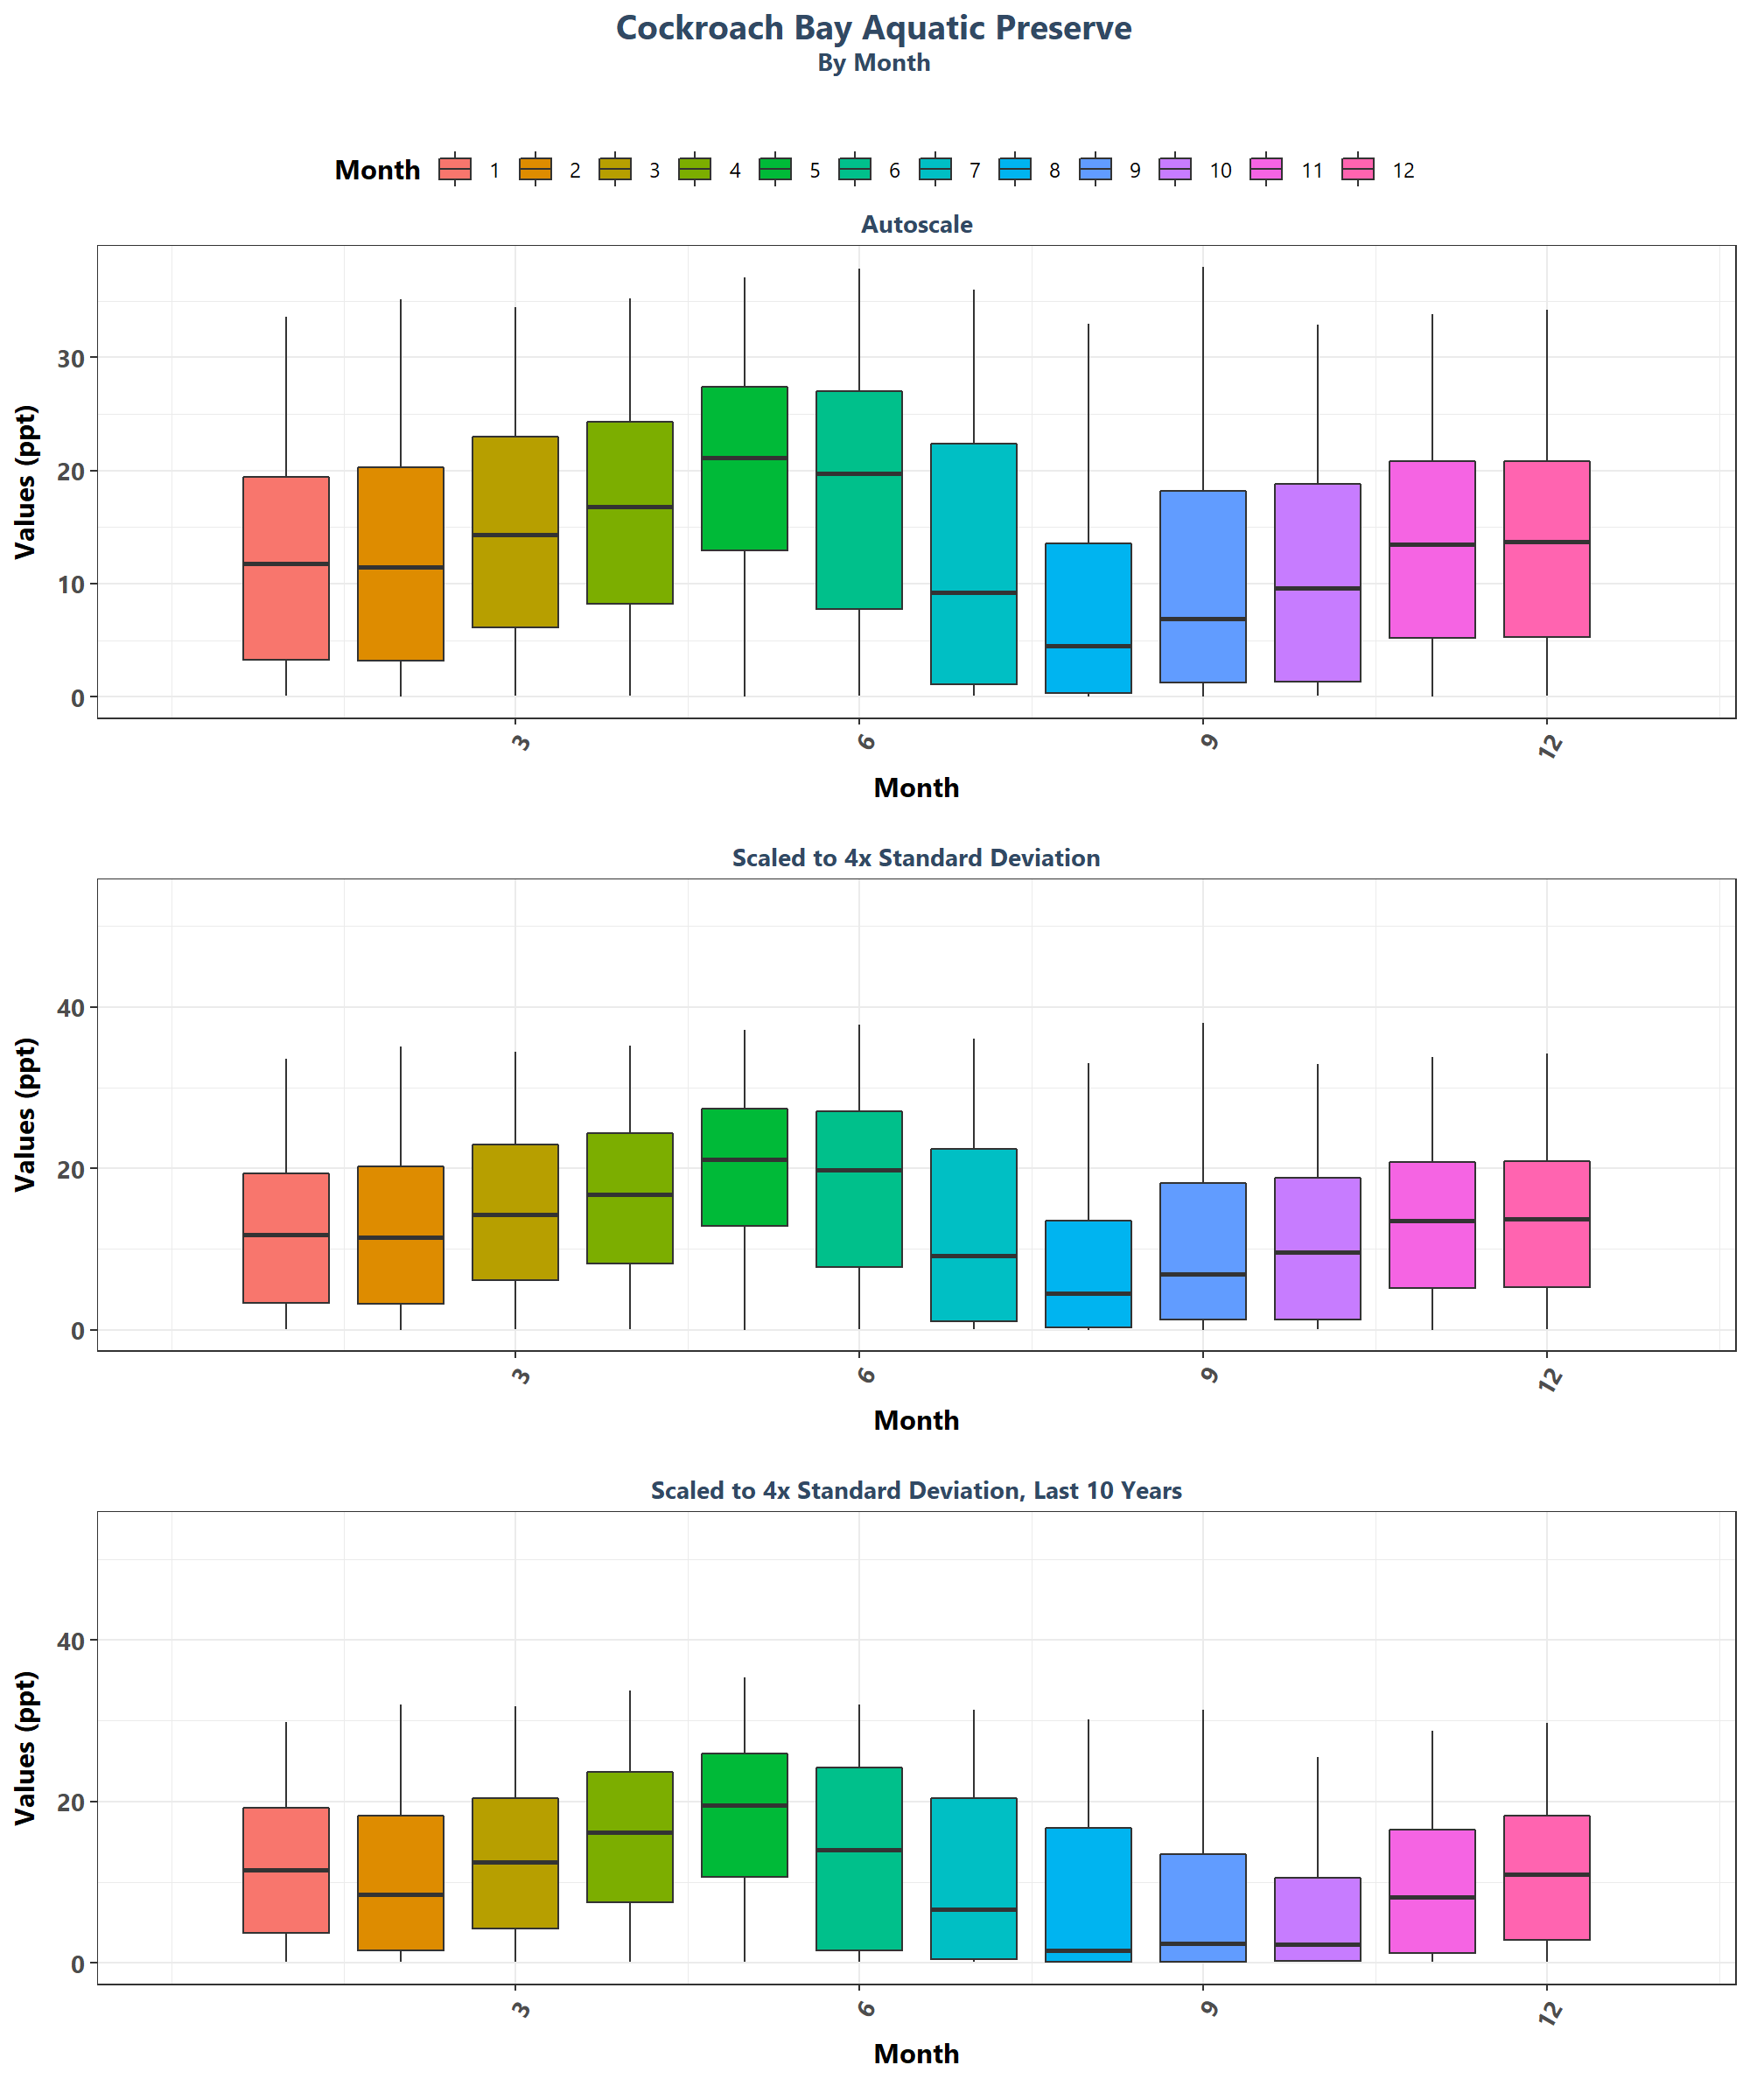 Cockroach Bay Aquatic Preserve
By Month
Month 1 2 3 4 5 6 7 8 9 10 11 12
Autoscale
Values (ppt)
30
20
10
0
3 6 9 12
Month
Scaled to 4x Standard Deviation
Values (ppt)
40
20
0
3 6 9 12
Month
Scaled to 4x Standard Deviation, Last 10 Years
Values (ppt)
40
20
0
3 6 9 12
Month